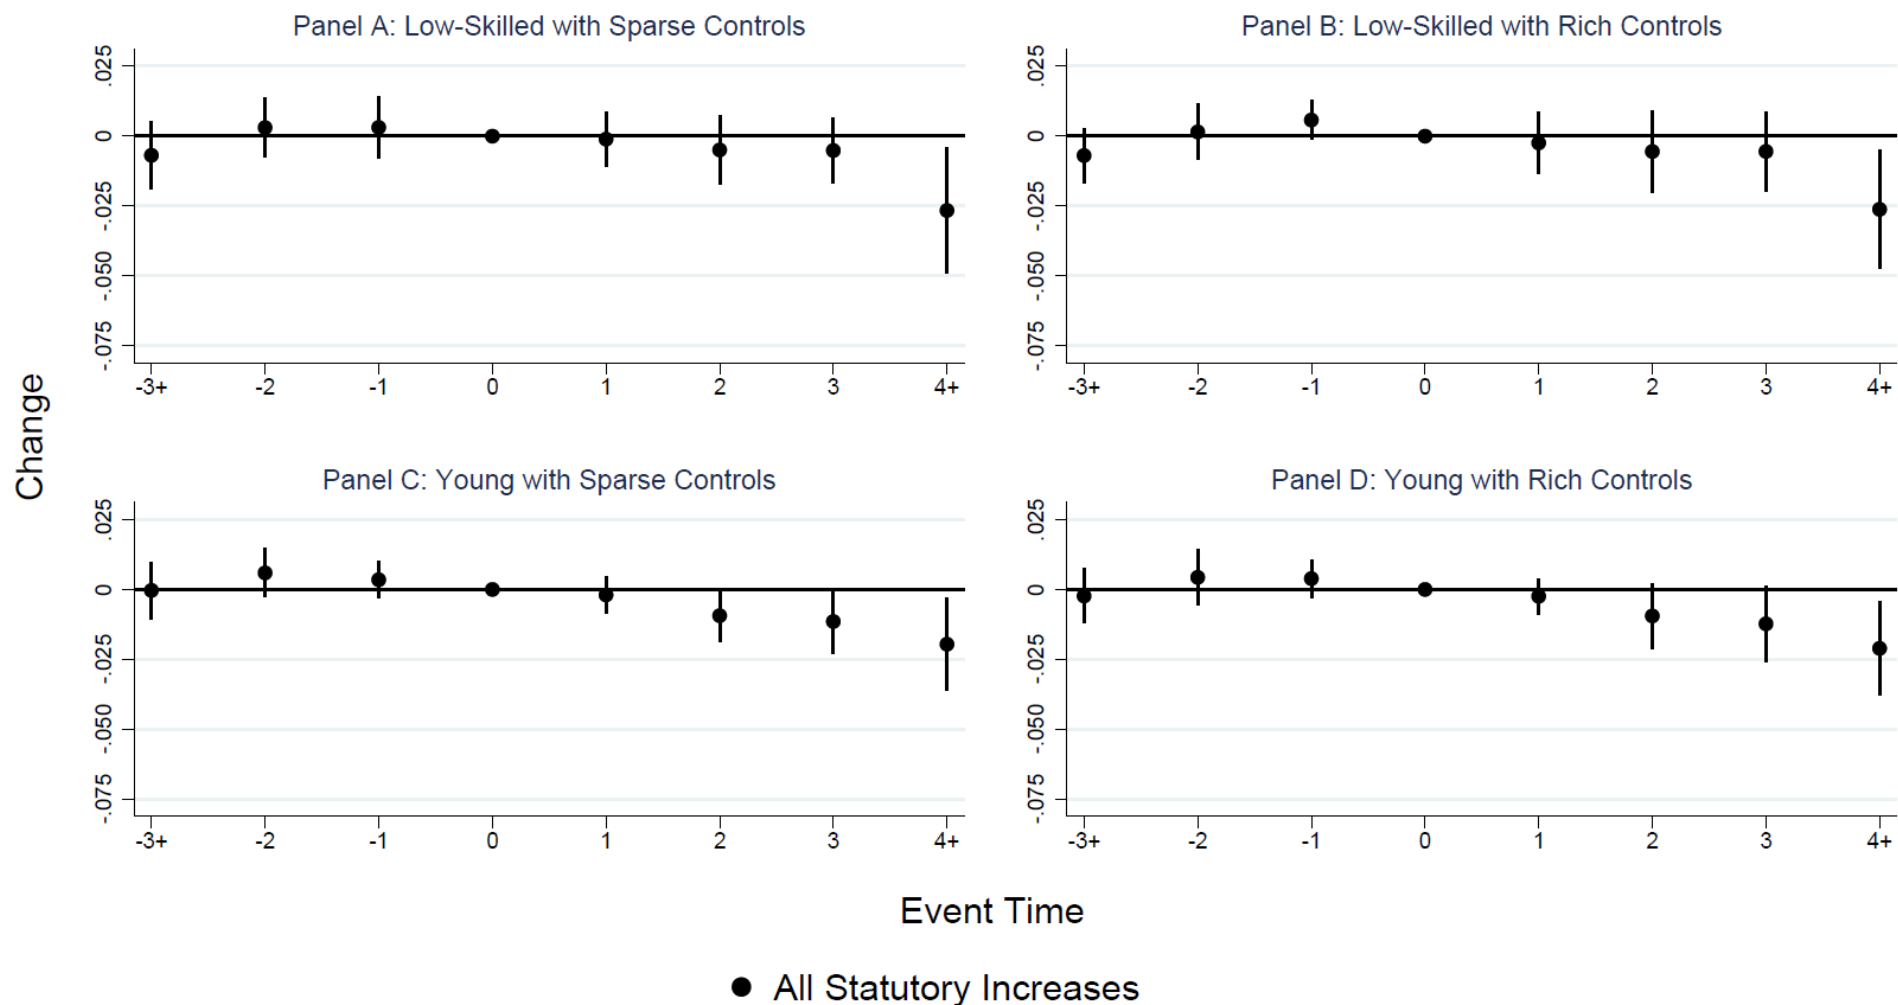 Panel A: Low-Skilled with Sparse Controls
.025
0
-.025
-.050
-.075
-3+ -2 -1 0 1 2 3 4+
Panel B: Low-Skilled with Rich Controls
.025
0
-.025
-.050
-.075
-3+ -2 -1 0 1 2 3 4+
Change
Panel C: Young with Sparse Controls
.025
0
-.025
-.050
-.075
-3+ -2 -1 0 1 2 3 4+
Panel D: Young with Rich Controls
.025
0
-.025
-.050
-.075
-3+ -2 -1 0 1 2 3 4+
Event Time
All Statutory Increases